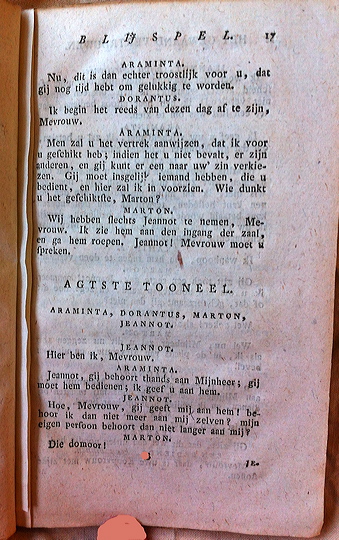 BLIJSPEL. 17
ARAMINTA.
Nu, dit is dan echter troostlijk voor u, dat
gij nog tijd hebt om gelukkig te worden.
DORANTUS.
Ik begin het reeds van dezen dag af te zijn,
Mevrouw.
ARAMINTA.
Men zal u het vertrek aanwijzen, dat ik voor
u geſchikt heb; indien het u niet bevalt, er zijn
anderen, en gij kunt er een naar uw' zin verkie-
zen. Gij moet insgelijk iemand hebben, die u
bedient, en hier zal ik in voorzien. Wie dunkt
u het geſchikſte, Marton?
MARTON.
Wij hebben ſlechts Jeannot te nemen, Me-
vrouw. Ik zie hem aan den ingang der zaal,
en ga hem roepen. Jeannot! Mevrouw moet u
ſpreken.
AGTSTE TOONEEL.
ARAMINTA, DORANTUS, MARTON,
JEANNOT.
JEANNOT.
Hier ben ik, Mevrouw.
ARAMINTA.
Jeannot, gij behoort thands aan Mijnheer; gij
moet hem bedienen; ik geef u aan hem.
JEANNOT.
Hoe, Mevrouw, gij geeft mij aan hem! be-
hoor ik dan niet meer aan mij zelven? mijn
eigen perſoon behoort dan niet langer aan mij?
MARTON.
Die domoor!
JE-